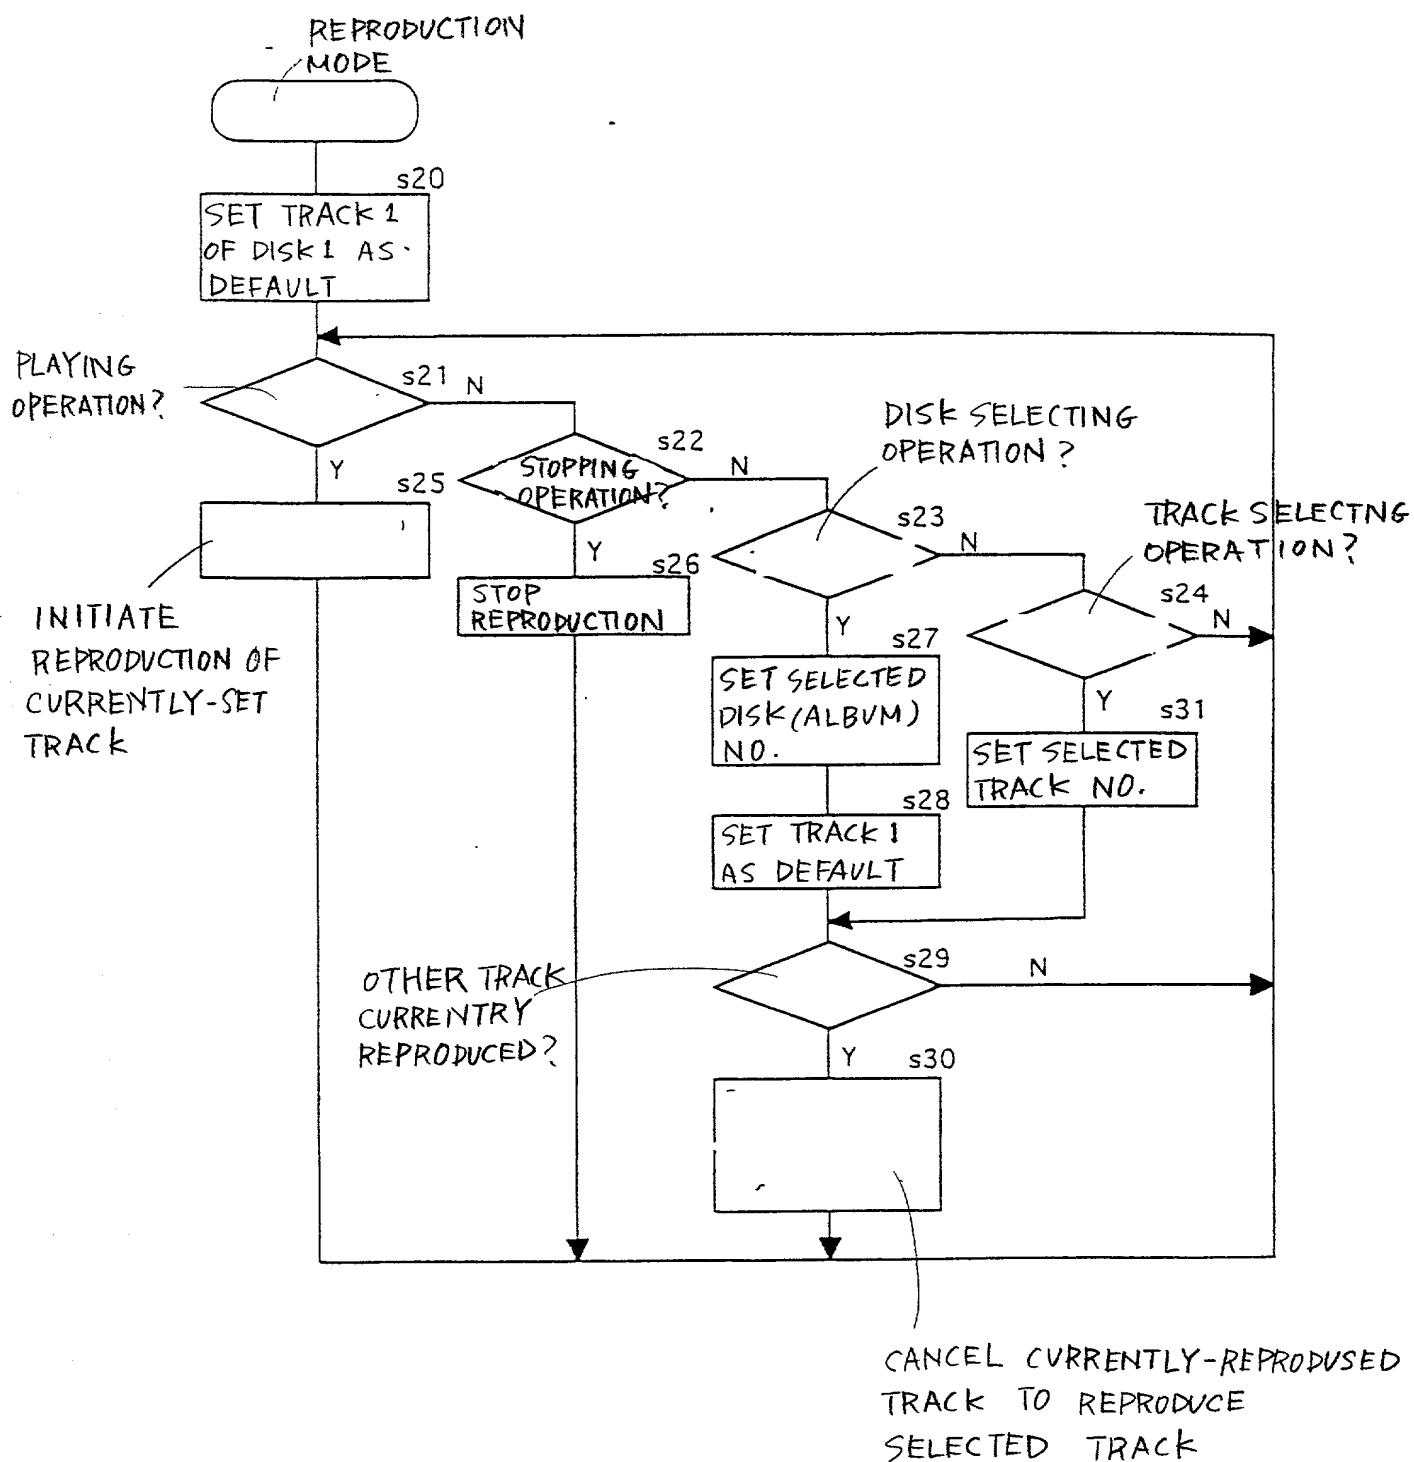 REPRODUCTION
MODE
s20
SET TRACK 1
OF DISK 1 AS
DEFAULT
PLAYING
OPERATION?
s21
N
Y
s25
INITIATE
REPRODUCTION OF
CURRENTLY-SET
TRACK
s22
STOPPING
OPERATION?
N
Y
s26
STOP
REPRODUCTION
DISK SELECTING
OPERATION?
s23
N
Y
s27
SET SELECTED
DISK (ALBUM)
NO.
s28
SET TRACK 1
AS DEFAULT
TRACK SELECTNG
OPERATION?
s24
N
Y
s31
SET SELECTED
TRACK NO.
OTHER TRACK
CURRENTRY
REPRODUCED?
s29
N
Y
s30
CANCEL CURRENTLY-REPRODUSED
TRACK TO REPRODUCE
SELECTED TRACK